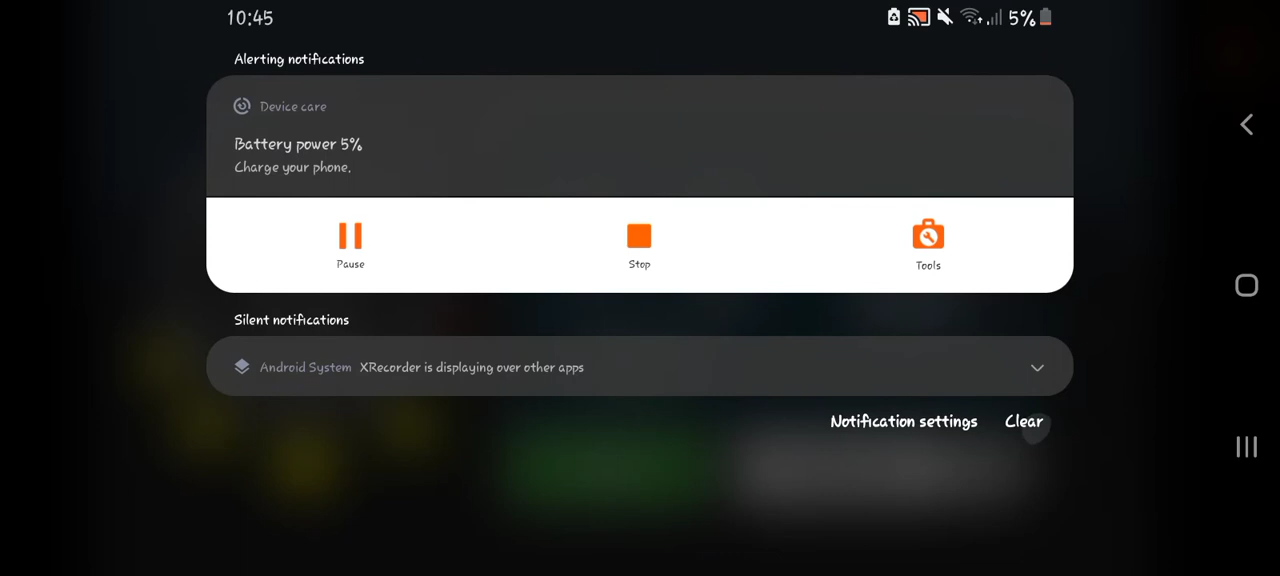 10:45
5%
Alerting notifications
Device care
Battery power 5%
Charge your phone.
Pause
Stop
Tools
Silent notifications
Android System XRecorder is displaying over other apps
Notification settings Clear